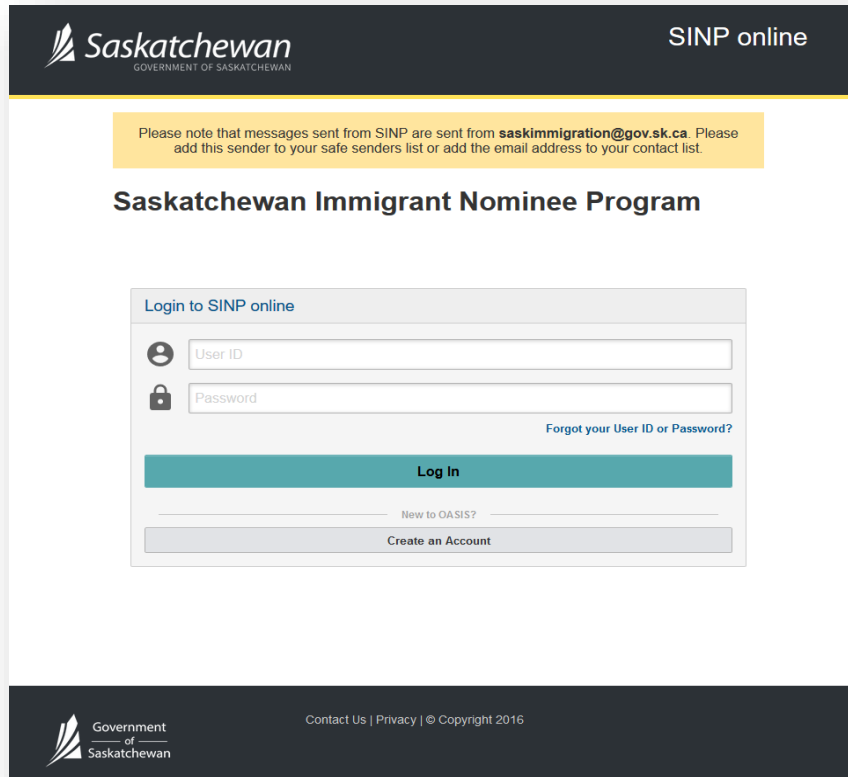 Saskatchewan
GOVERNMENT OF SASKATCHEWAN
SINP online
Please note that messages sent from SINP are sent from saskimmigration@gov.sk.ca. Please
add this sender to your safe senders list or add the email address to your contact list.
Saskatchewan Immigrant Nominee Program
Login to SINP online
User ID
Password
Forgot your User ID or Password?
Log In
New to OASIS?
Create an Account
Government
of
Saskatchewan
Contact Us | Privacy | © Copyright 2016